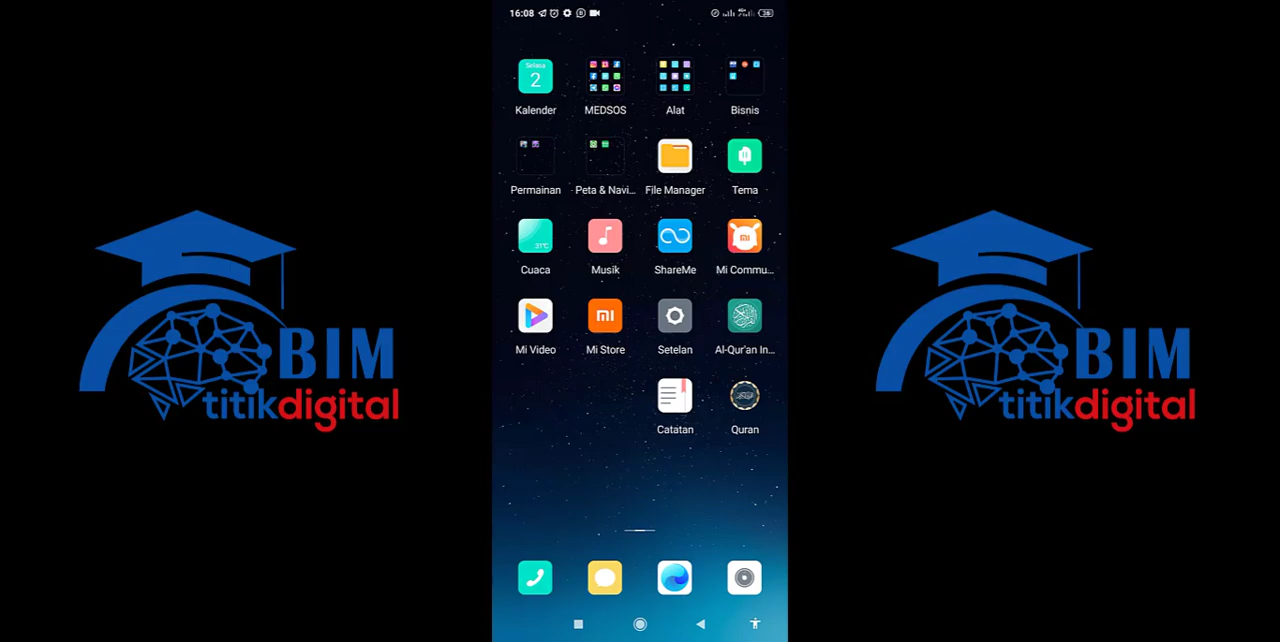 16:08
Selasa
2
Kalender
MEDSOS
Alat
Bisnis
Permainan
Peta & Navi...
File Manager
Tema
31°C
Cuaca
Musik
ShareMe
Mi Commu...
Mi Video
Mi Store
Setelan
Al-Qur'an In...
Catatan
Quran
BIM
titikdigital
BIM
titikdigital